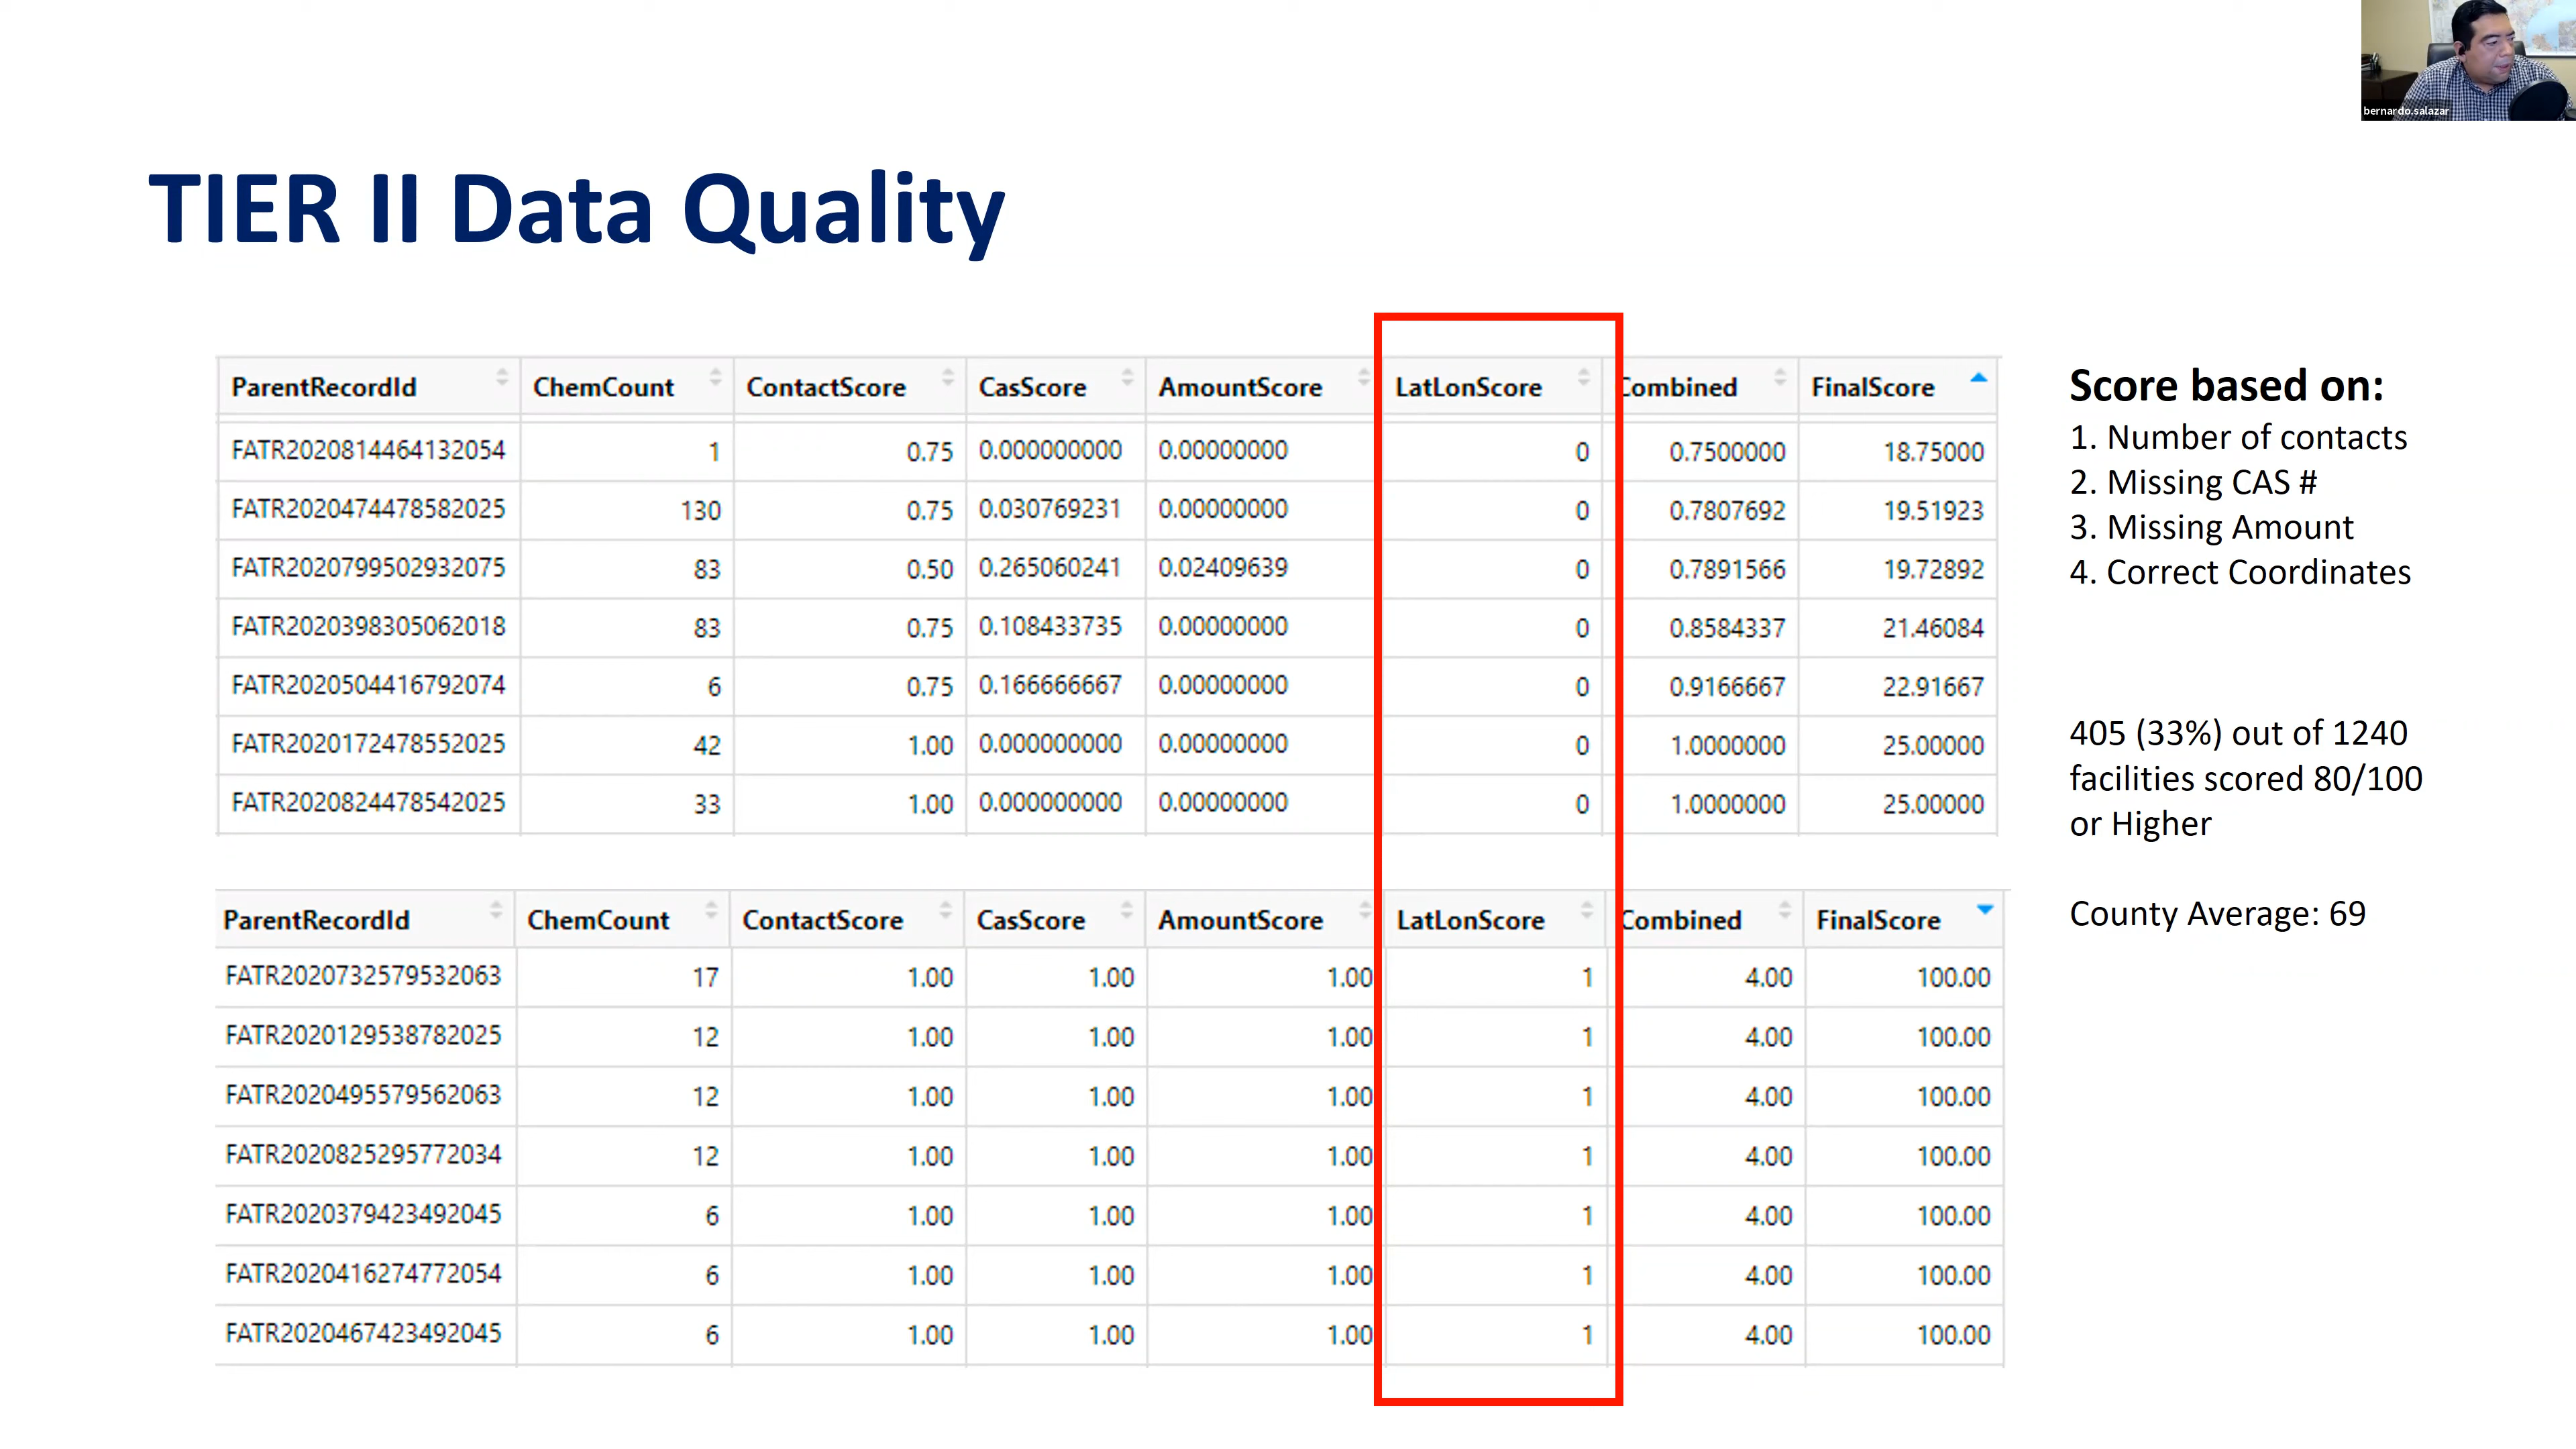 bernardo.salazar
TIER II Data Quality
ParentRecordId ChemCount ContactScore CasScore AmountScore LatLonScore Combined FinalScore
FATR2020814464132054 1 0.75 0.000000000 0.00000000 0 0.7500000 18.75000
FATR2020474478582025 130 0.75 0.030769231 0.00000000 0 0.7807692 19.51923
FATR2020799502932075 83 0.50 0.265060241 0.02409639 0 0.7891566 19.72892
FATR2020398305062018 83 0.75 0.108433735 0.00000000 0 0.8584337 21.46084
FATR2020504416792074 6 0.75 0.166666667 0.00000000 0 0.9166667 22.91667
FATR2020172478552025 42 1.00 0.000000000 0.00000000 0 1.0000000 25.00000
FATR2020824478542025 33 1.00 0.000000000 0.00000000 0 1.0000000 25.00000
ParentRecordId ChemCount ContactScore CasScore AmountScore LatLonScore Combined FinalScore
FATR2020732579532063 17 1.00 1.00 1.00 1 4.00 100.00
FATR2020129538782025 12 1.00 1.00 1.00 1 4.00 100.00
FATR2020495579562063 12 1.00 1.00 1.00 1 4.00 100.00
FATR2020825295772034 12 1.00 1.00 1.00 1 4.00 100.00
FATR2020379423492045 6 1.00 1.00 1.00 1 4.00 100.00
FATR2020416274772054 6 1.00 1.00 1.00 1 4.00 100.00
FATR2020467423492045 6 1.00 1.00 1.00 1 4.00 100.00
Score based on:
1. Number of contacts
2. Missing CAS #
3. Missing Amount
4. Correct Coordinates
405 (33%) out of 1240
facilities scored 80/100
or Higher
County Average: 69